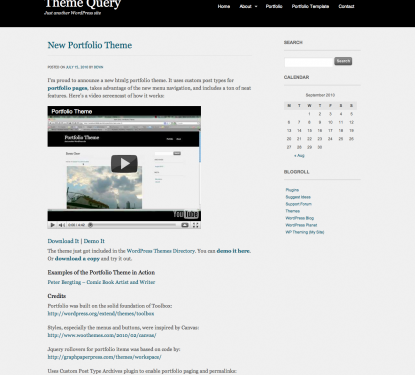 Theme Query
Just another WordPress site
Home About Portfolio Portfolio Template Contact
New Portfolio Theme
POSTED ON JULY 15, 2010 BY DEVIN
I'm proud to announce a new html5 portfolio theme. It uses custom post types for
portfolio pages, takes advantage of the new menu navigation, and includes a ton of neat
features. Here's a video screencast of how it works:
Portfolio Theme
YouTube
0:00 / 4:40
Download It | Demo It
The theme just got included in the WordPress Themes Directory. You can demo it here.
Or download a copy and try it out.
Examples of the Portfolio Theme in Action
Peter Bergting – Comic Book Artist and Writer
Credits
Portfolio was built on the solid foundation of Toolbox:
http://wordpress.org/extend/themes/toolbox
Styles, especially the menus and buttons, were inspired by Canvas:
http://www.woothemes.com/2010/02/canvas/
Jquery rollovers for portfolio items was based on code by:
http://graphpaperpress.com/themes/workspace/
Uses Custom Post Type Archives plugin to enable portfolio paging and permalinks:
SEARCH
Search
CALENDAR
September 2010
M T W T F S S
1 2 3 4 5
6 7 8 9 10 11 12
13 14 15 16 17 18 19
20 21 22 23 24 25 26
27 28 29 30
« Aug
BLOGROLL
Plugins
Suggest Ideas
Support Forum
Themes
WordPress Blog
WordPress Planet
WP Theming (My Site)